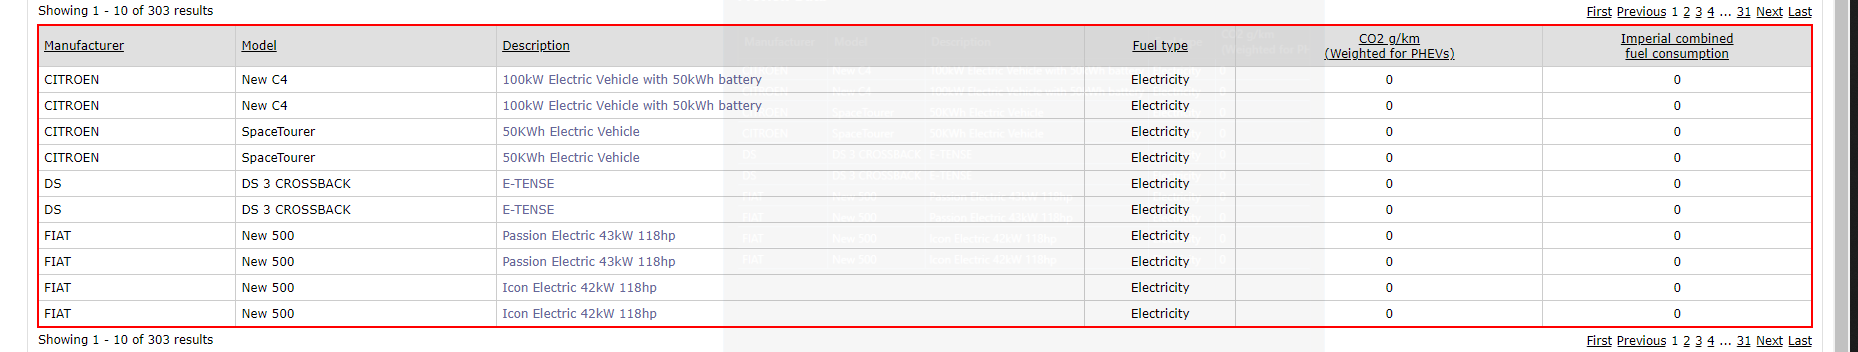 Showing 1 - 10 of 303 results First Previous 1 2 3 4 ... 31 Next Last
Manufacturer Model Description Fuel type CO2 g/km (Weighted for PHEVs) Imperial combined fuel consumption
CITROEN New C4 100kW Electric Vehicle with 50kWh battery Electricity 0 0
CITROEN New C4 100kW Electric Vehicle with 50kWh battery Electricity 0 0
CITROEN SpaceTourer 50KWh Electric Vehicle Electricity 0 0
CITROEN SpaceTourer 50KWh Electric Vehicle Electricity 0 0
DS DS 3 CROSSBACK E-TENSE Electricity 0 0
DS DS 3 CROSSBACK E-TENSE Electricity 0 0
FIAT New 500 Passion Electric 43kW 118hp Electricity 0 0
FIAT New 500 Passion Electric 43kW 118hp Electricity 0 0
FIAT New 500 Icon Electric 42kW 118hp Electricity 0 0
FIAT New 500 Icon Electric 42kW 118hp Electricity 0 0
Showing 1 - 10 of 303 results First Previous 1 2 3 4 ... 31 Next Last